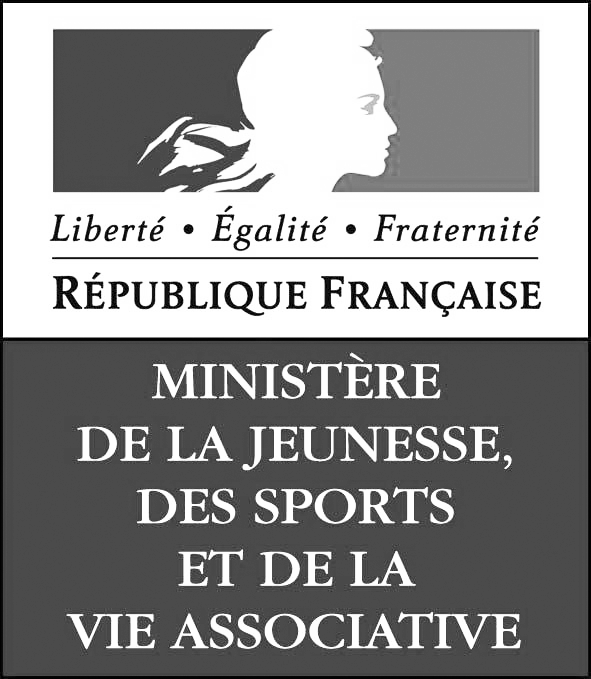 Liberté • Égalité • Fraternité
RÉPUBLIQUE FRANÇAISE
MINISTÈRE
DE LA JEUNESSE,
DES SPORTS
ET DE LA
VIE ASSOCIATIVE